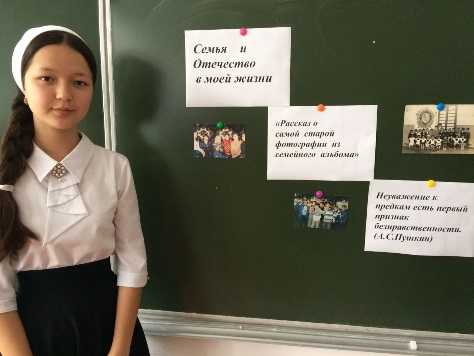 Семья и
Отечество
в моей жизни
«Рассказ о
самой старой
фотографии из
семейного альбома»
Неуважение к
предкам есть первый
признак
безнравственности.
(А.С.Пушкин)